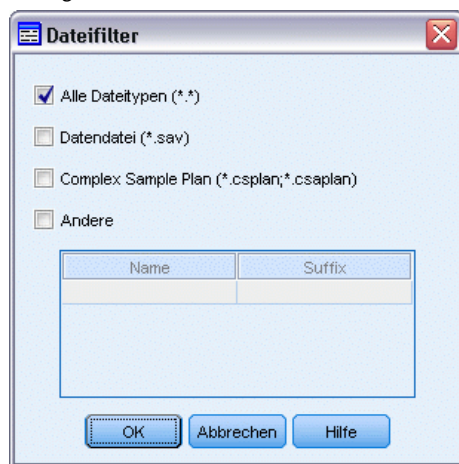 Dateifilter
Alle Dateitypen (*.*)
Datendatei (*.sav)
Complex Sample Plan (*.csplan;*.csaplan)
Andere
Name Suffix
OK Abbrechen Hilfe